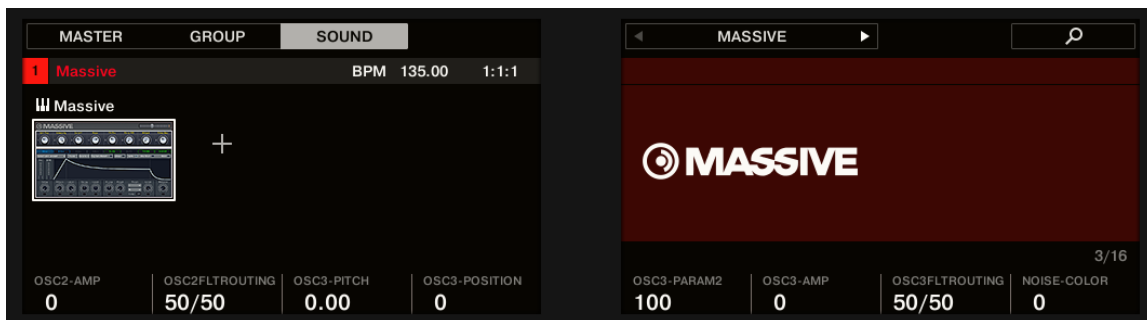 MASTER GROUP SOUND
1 Massive BPM 135.00 1:1:1
Massive
MASSIVE
OSC2-AMP OSC2FLTROUTING OSC3-PITCH OSC3-POSITION
0 50/50 0.00 0
MASSIVE
MASSIVE
3/16
OSC3-PARAM2 OSC3-AMP OSC3FLTROUTING NOISE-COLOR
100 0 50/50 0